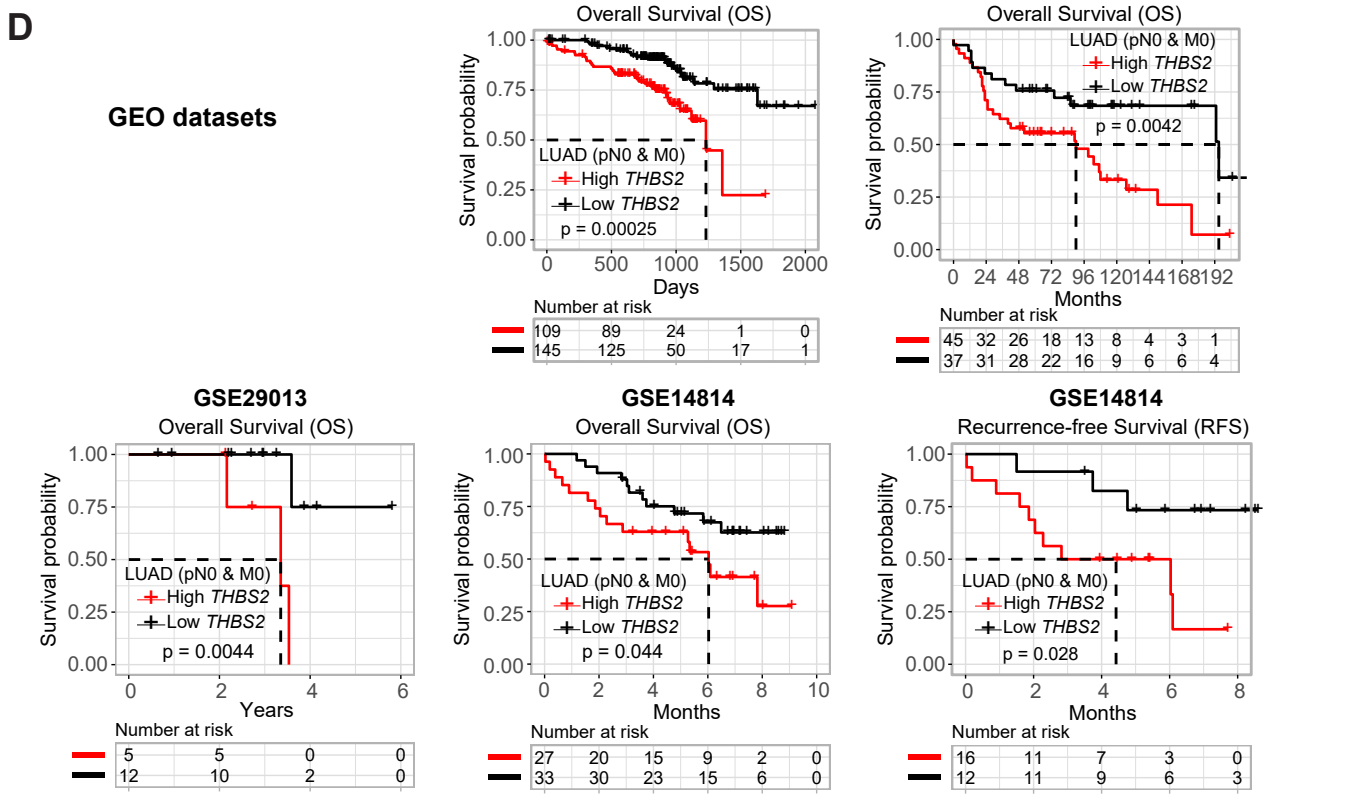 D
GEO datasets
Overall Survival (OS)
Survival probability
1.00
0.75
0.50
0.25
0.00
LUAD (pN0 & M0)
High THBS2
Low THBS2
p = 0.00025
0 500 1000 1500 2000
Days
Number at risk
109 89 24 1 0
145 125 50 17 1
Overall Survival (OS)
Survival probability
1.00
0.75
0.50
0.25
0.00
LUAD (pN0 & M0)
High THBS2
Low THBS2
p = 0.0042
0 24 48 72 96 120 144 168 192
Months
Number at risk
45 32 26 18 13 8 4 3 1
37 31 28 22 16 9 6 6 4
GSE29013
Overall Survival (OS)
Survival probability
1.00
0.75
0.50
0.25
0.00
LUAD (pN0 & M0)
High THBS2
Low THBS2
p = 0.0044
0 2 4 6
Years
Number at risk
5 5 0 0
12 10 2 0
GSE14814
Overall Survival (OS)
Survival probability
1.00
0.75
0.50
0.25
0.00
LUAD (pN0 & M0)
High THBS2
Low THBS2
p = 0.044
0 2 4 6 8 10
Months
Number at risk
27 20 15 9 2 0
33 30 23 15 6 0
GSE14814
Recurrence-free Survival (RFS)
Survival probability
1.00
0.75
0.50
0.25
0.00
LUAD (pN0 & M0)
High THBS2
Low THBS2
p = 0.028
0 2 4 6 8
Months
Number at risk
16 11 7 3 0
12 11 9 6 3